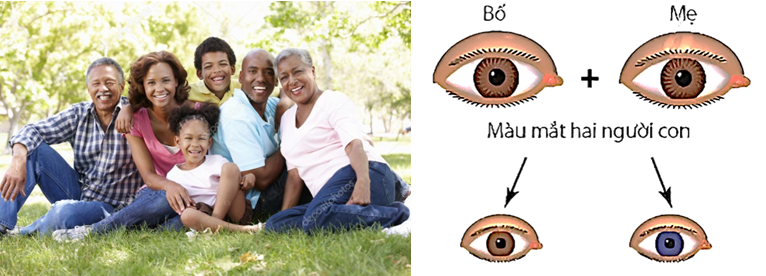 Bố Mẹ
+
Màu mắt hai người con